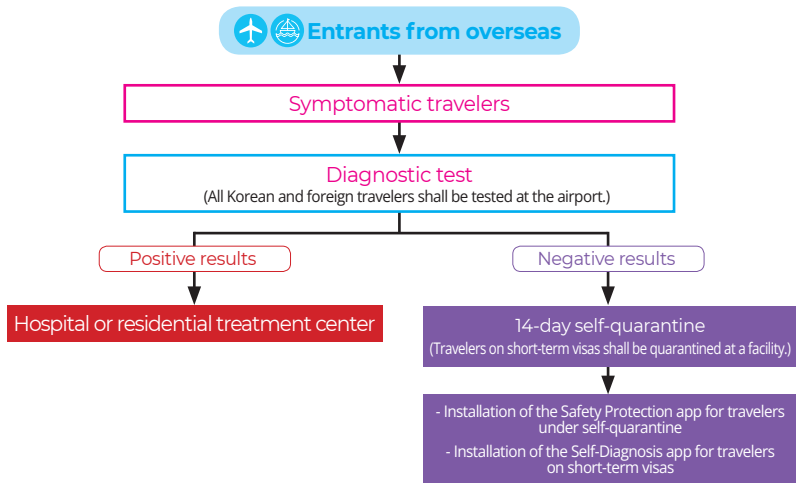 Entrants from overseas
Symptomatic travelers
Diagnostic test
(All Korean and foreign travelers shall be tested at the airport.)
Positive results
Negative results
Hospital or residential treatment center
14-day self-quarantine
(Travelers on short-term visas shall be quarantined at a facility.)
- Installation of the Safety Protection app for travelers
under self-quarantine
- Installation of the Self-Diagnosis app for travelers
on short-term visas